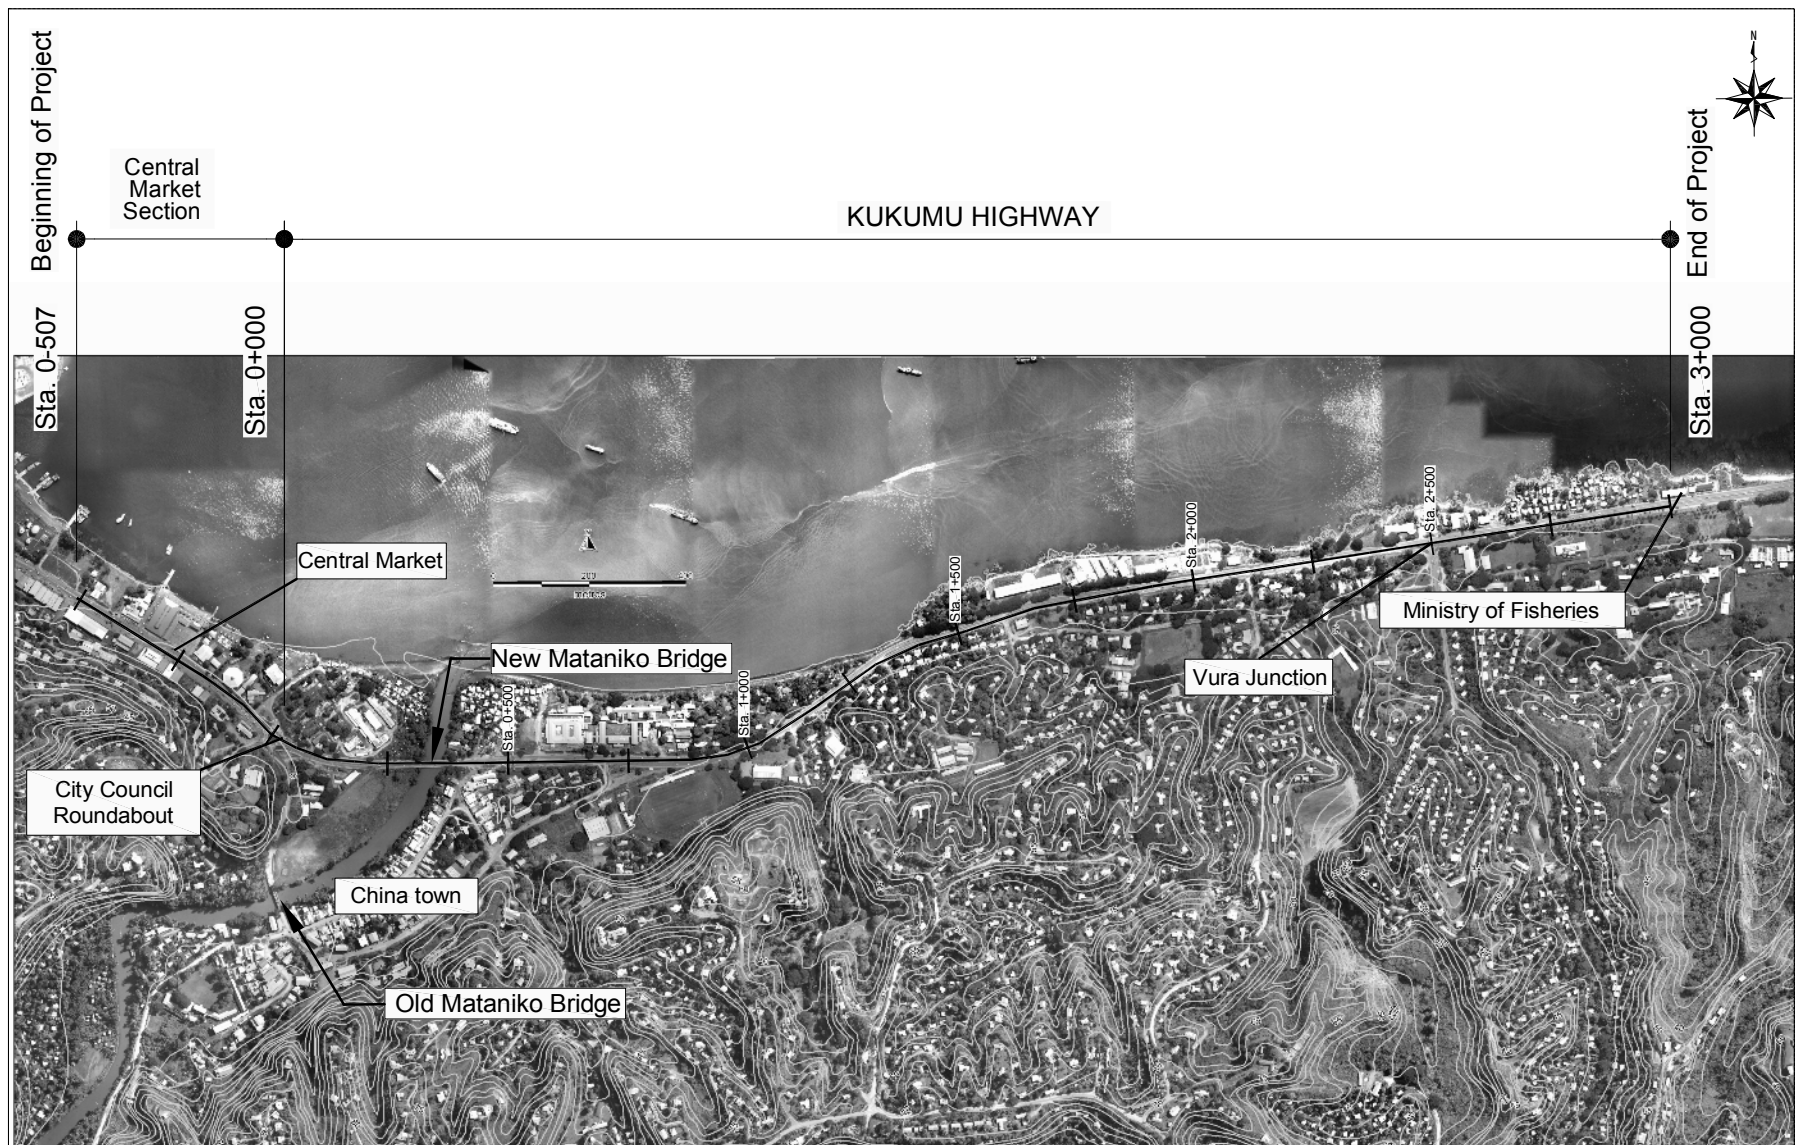 Beginning of Project
Central
Market
Section
KUKUMU HIGHWAY
N
End of Project
Sta. 0-507
Sta. 0+000
Sta. 3+000
Central Market
200
metres
Sta. 1+500
Sta. 2+000
Sta. 2+500
Ministry of Fisheries
New Mataniko Bridge
Vura Junction
Sta. 0+500
Sta. 1+000
City Council
Roundabout
China town
Old Mataniko Bridge